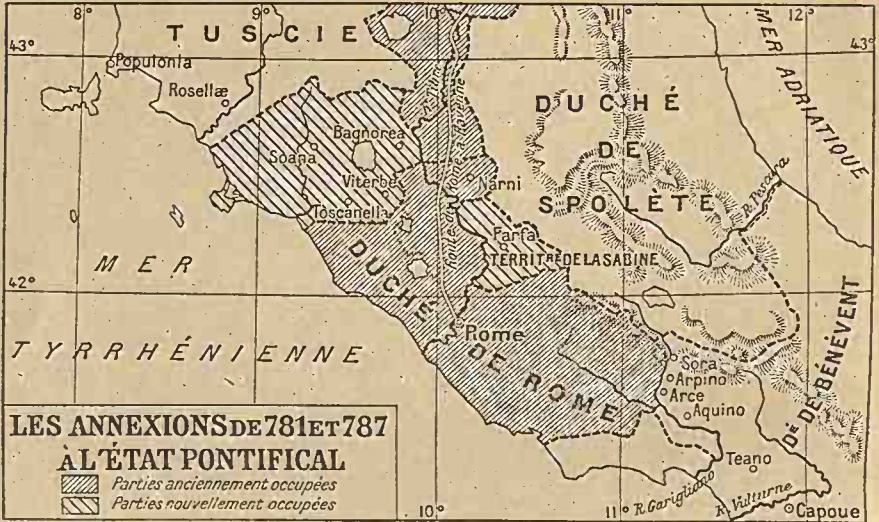 8°
9°
10°
11°
12°
43°
43°
TUSCIE
Populonia
Rosellæ
Bagnorea
Soana
Viterbe
Toscanella
Narni
Farfa
TERRITRE DE LA SABINE
DUCHÉ
DE
SPOLÈTE
R. Pescara
MER ADRIATIQUE
42°
42°
MER
TYRRHÉNIENNE
DUCHÉ DE ROME
Rome
Sora
Arpino
Arce
Aquino
Teano
Capoue
Dé DE BÉNÉVENT
R. Garigliano
R. Vulturne
10°
11°
12°
LES ANNEXIONS DE 781 ET 787
À L'ÉTAT PONTIFICAL
Parties anciennement occupées
Parties nouvellement occupées